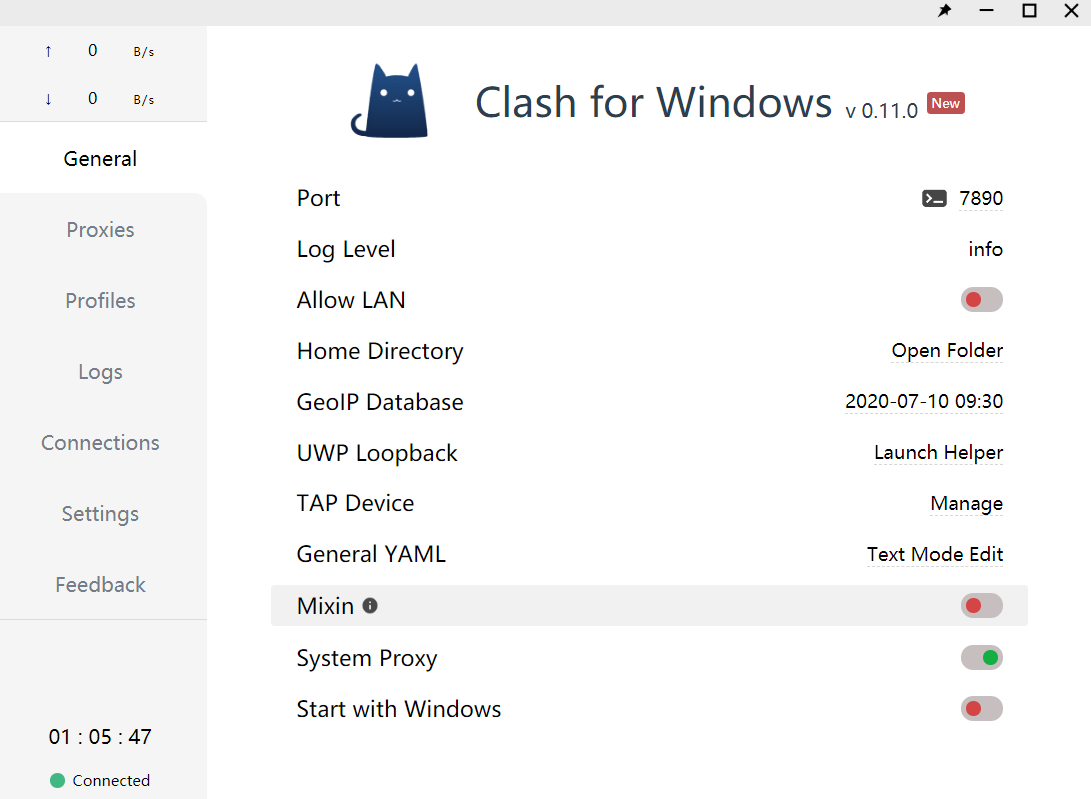 ↑ 0 B/s
↓ 0 B/s
General
Proxies
Profiles
Logs
Connections
Settings
Feedback
01 : 05 : 47
Connected
Clash for Windows v 0.11.0 New
Port 7890
Log Level info
Allow LAN
Home Directory Open Folder
GeoIP Database 2020-07-10 09:30
UWP Loopback Launch Helper
TAP Device Manage
General YAML Text Mode Edit
Mixin
System Proxy
Start with Windows